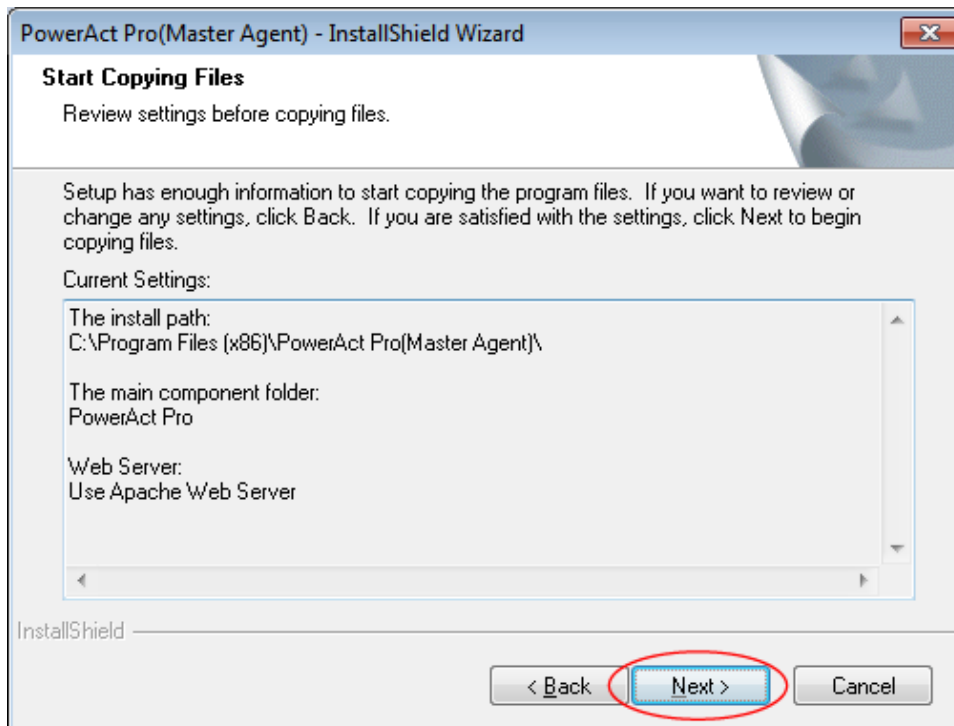 PowerAct Pro(Master Agent) - InstallShield Wizard
Start Copying Files
Review settings before copying files.
Setup has enough information to start copying the program files. If you want to review or
change any settings, click Back. If you are satisfied with the settings, click Next to begin
copying files.
Current Settings:
The install path:
C:\Program Files (x86)\PowerAct Pro(Master Agent)\
The main component folder:
PowerAct Pro
Web Server:
Use Apache Web Server
InstallShield
< Back Next > Cancel